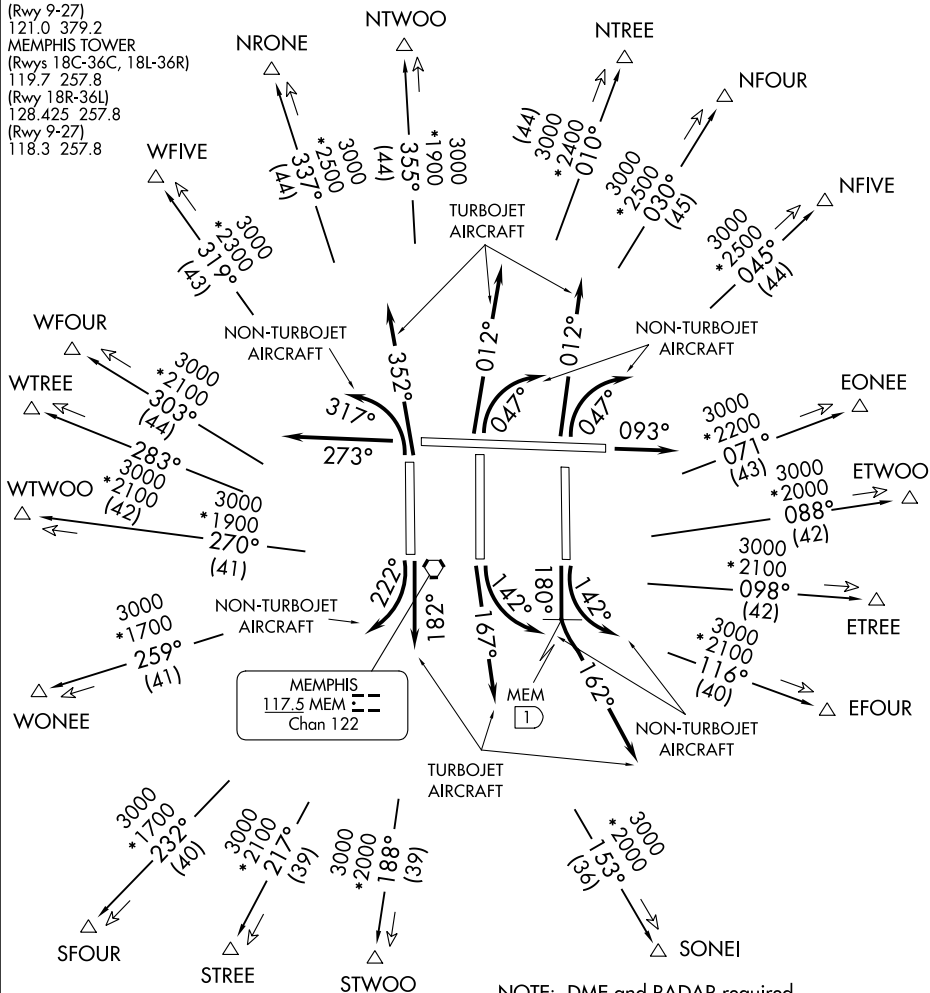 (Rwy 9-27)
121.0 379.2
MEMPHIS TOWER
(Rwys 18C-36C, 18L-36R)
119.7 257.8
(Rwy 18R-36L)
128.425 257.8
(Rwy 9-27)
118.3 257.8
NRONE
3000
*2500
337°
(44)
NTWOO
3000
*1900
355°
(44)
NTREE
(44)
3000
*2400
010°
NFOUR
3000
*2500
030°
(45)
NFIVE
3000
*2500
045°
(44)
WFIVE
3000
*2300
319°
(43)
TURBOJET
AIRCRAFT
NON-TURBOJET
AIRCRAFT
NON-TURBOJET
AIRCRAFT
WFOUR
3000
*2100
303°
(44)
WTREE
283°
3000
*2100
(42)
WTWOO
3000
*1900
270°
(41)
WONEE
3000
*1700
259°
(41)
352°
012°
012°
317°
047°
047°
273°
093°
EONEE
3000
*2200
071°
(43)
ETWOO
3000
*2000
088°
(42)
ETREE
3000
*2100
098°
(42)
EFOUR
3000
*2100
116°
(40)
222°
182°
142°
167°
180°
142°
162°
NON-TURBOJET
AIRCRAFT
MEMPHIS
117.5 MEM
Chan 122
MEM
1
NON-TURBOJET
AIRCRAFT
TURBOJET
AIRCRAFT
3000
*1700
232°
(40)
SFOUR
3000
*2100
217°
(39)
STREE
3000
*2000
188°
(39)
STWOO
3000
*2000
153°
(36)
SONEI
NOTE: DME and RADAR required